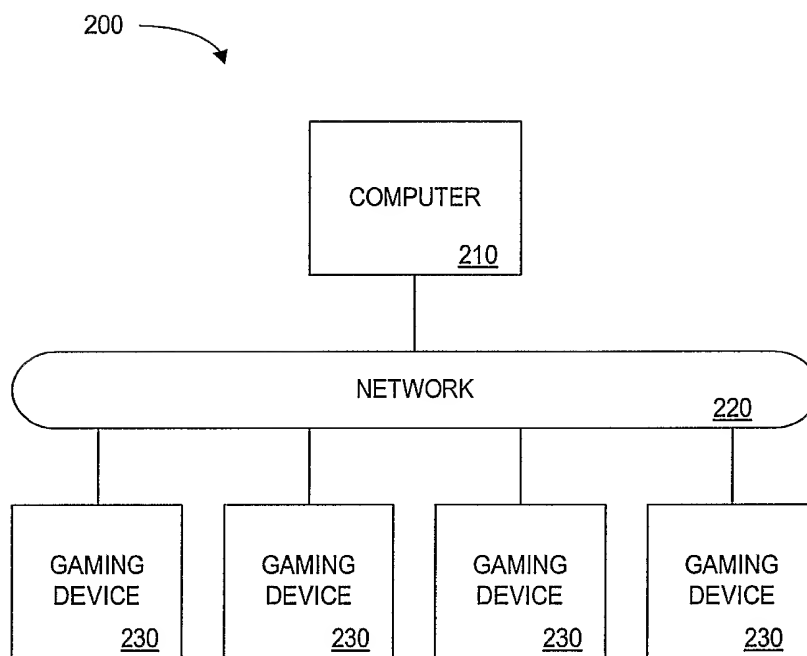 200
COMPUTER
210
NETWORK
220
GAMING
DEVICE
230
GAMING
DEVICE
230
GAMING
DEVICE
230
GAMING
DEVICE
230